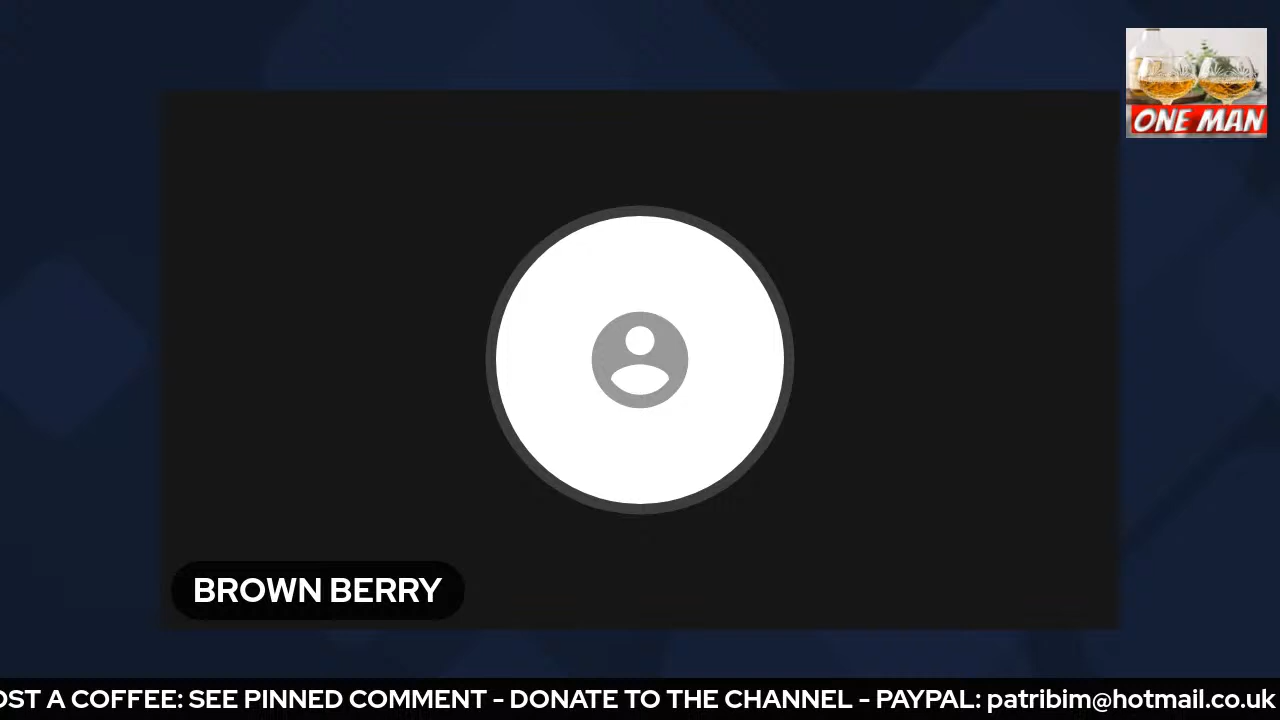 ONE MAN
BROWN BERRY
OST A COFFEE: SEE PINNED COMMENT - DONATE TO THE CHANNEL - PAYPAL: patribim@hotmail.co.uk